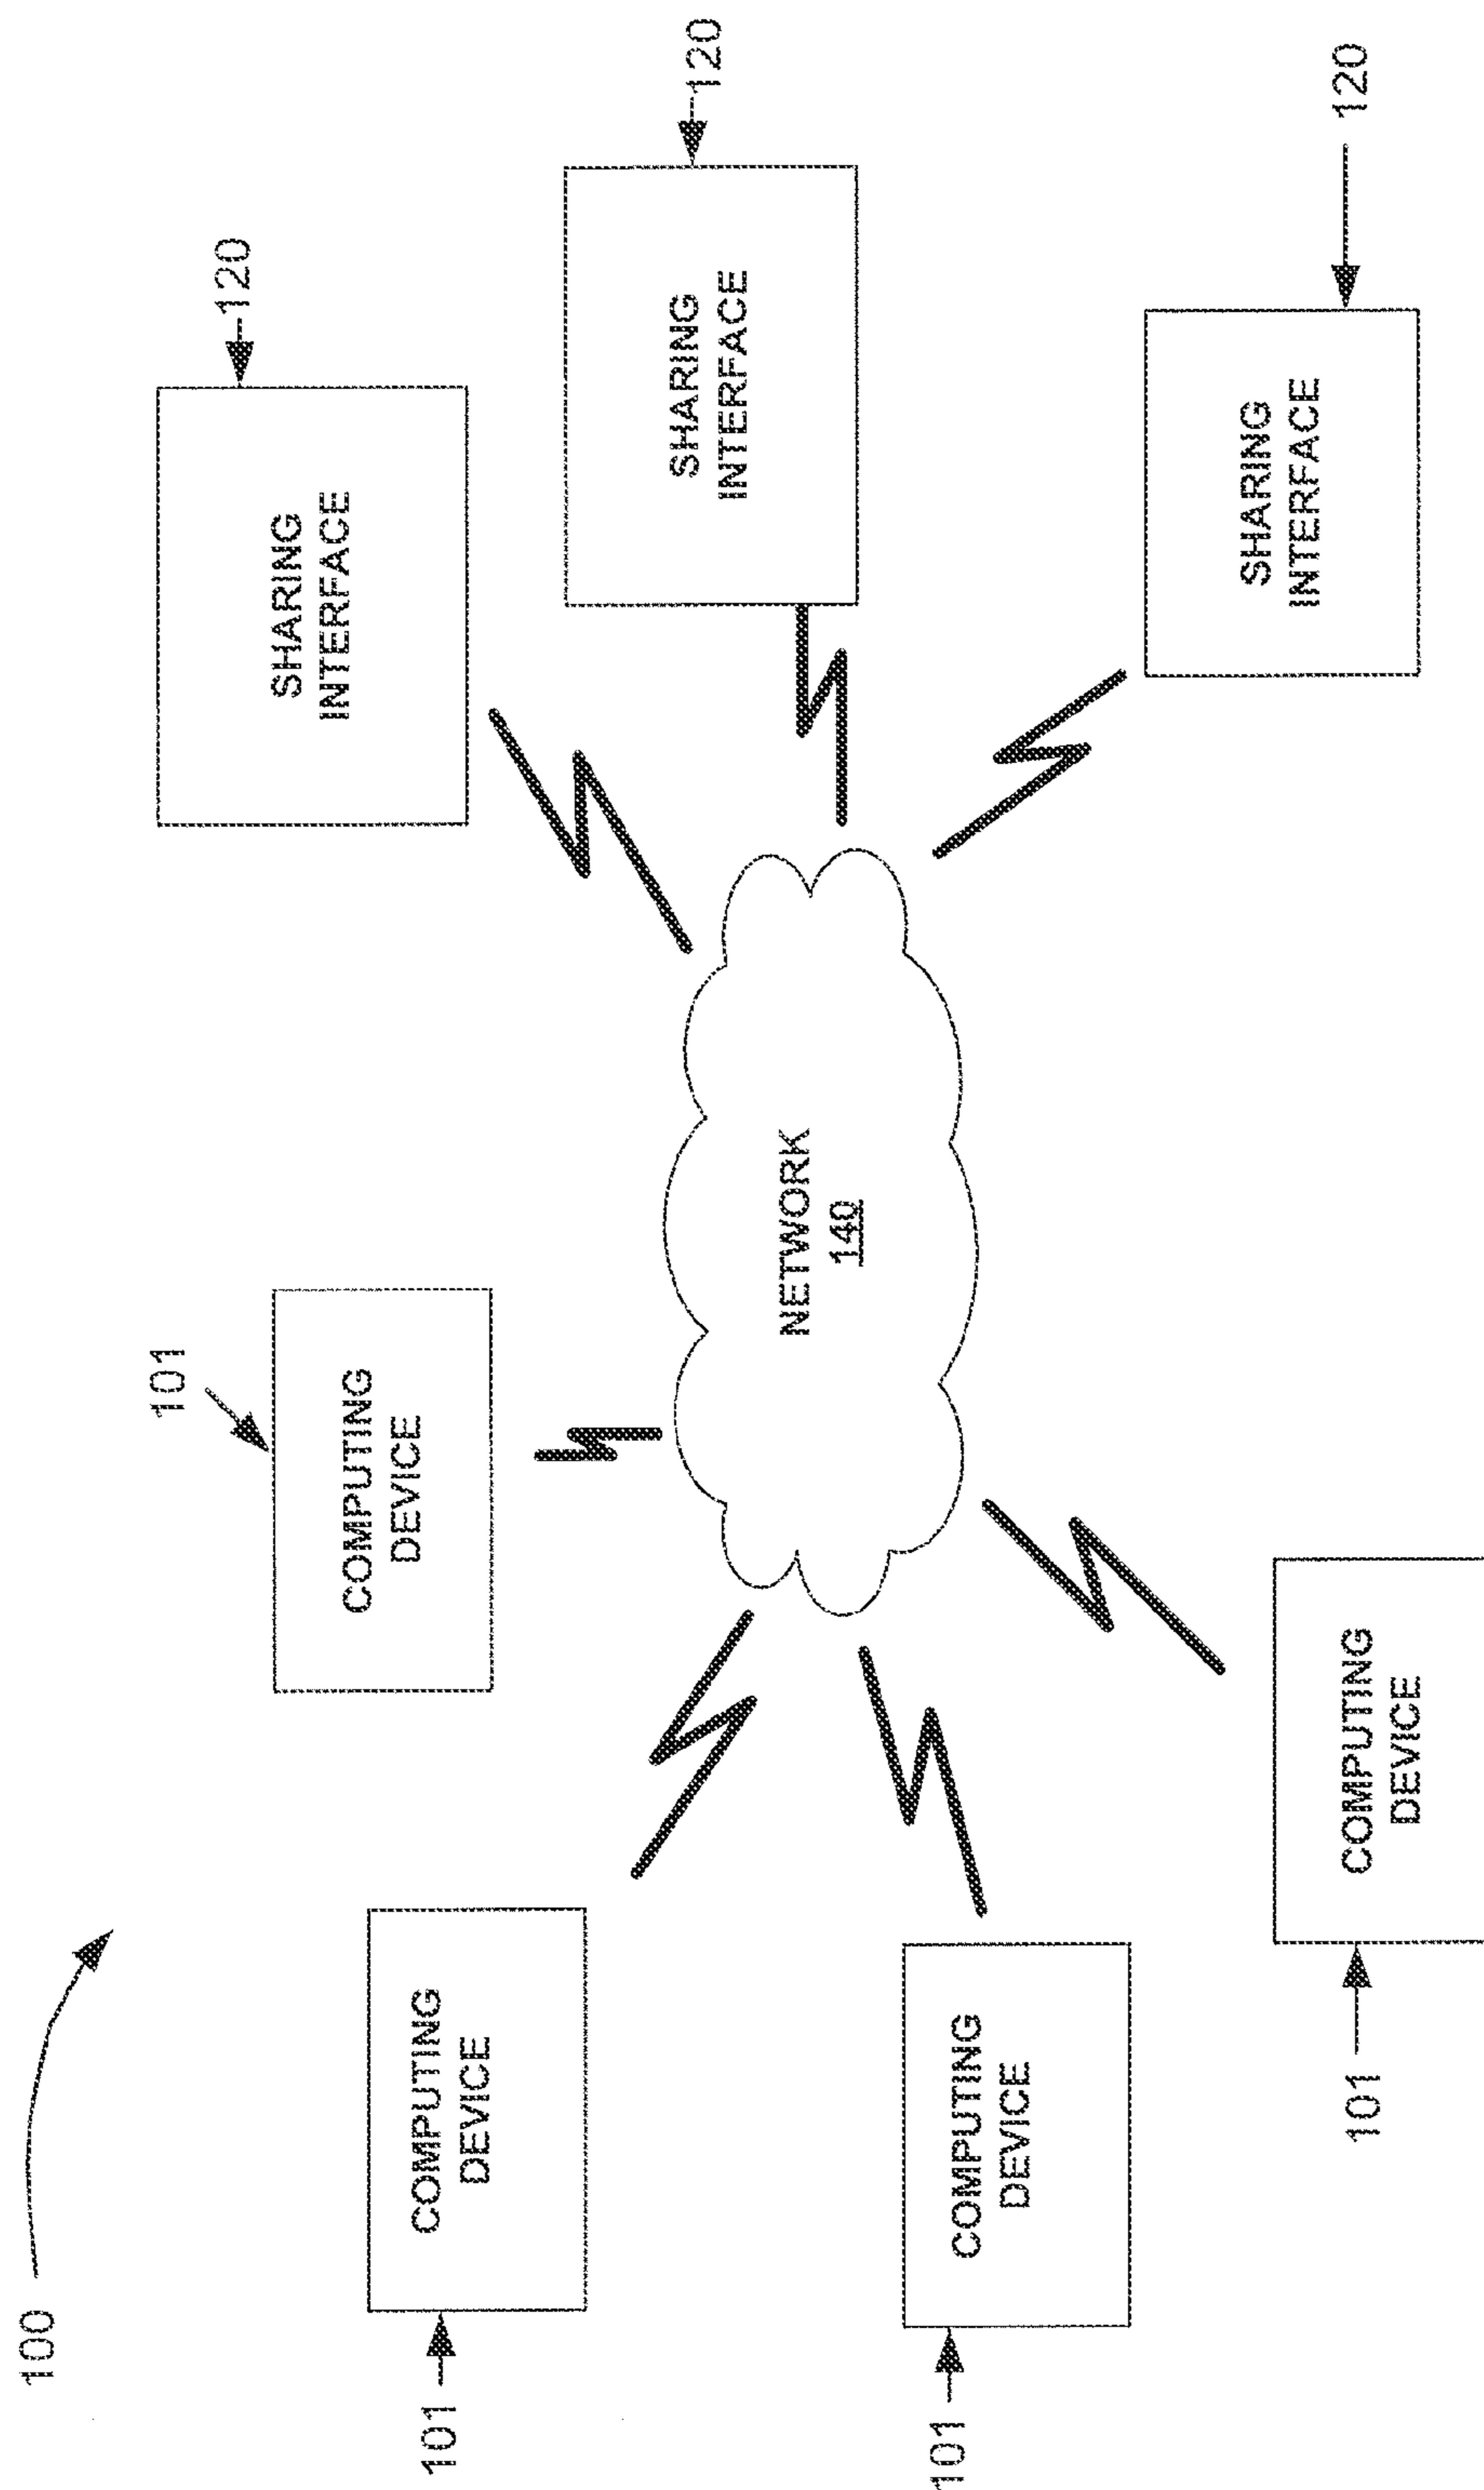 100
101
COMPUTING
DEVICE
101
COMPUTING
DEVICE
SHARING
INTERFACE
120
SHARING
INTERFACE
120
NETWORK
140
101
COMPUTING
DEVICE
101
COMPUTING
DEVICE
SHARING
INTERFACE
120